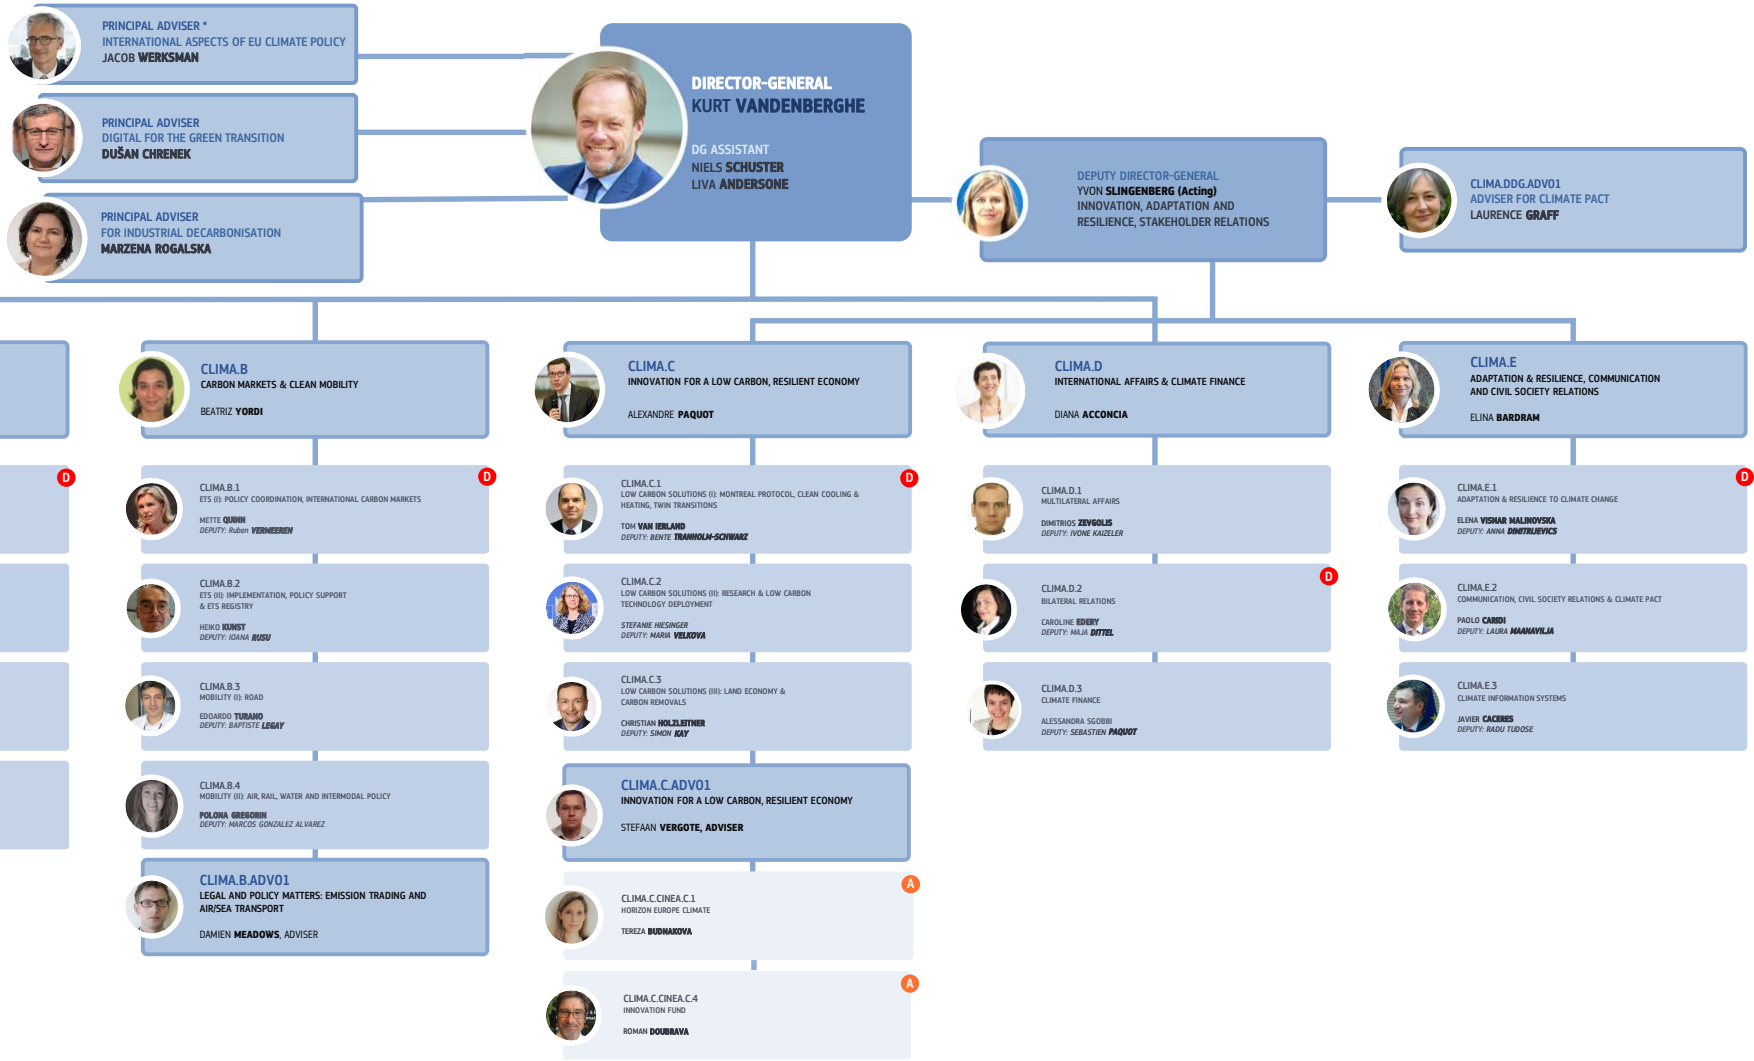 PRINCIPAL ADVISER *
INTERNATIONAL ASPECTS OF EU CLIMATE POLICY
JACOB WERKSMAN
PRINCIPAL ADVISER
DIGITAL FOR THE GREEN TRANSITION
DUŠAN CHRENEK
PRINCIPAL ADVISER
FOR INDUSTRIAL DECARBONISATION
MARZENA ROGALSKA
DIRECTOR-GENERAL
KURT VANDENBERGHE
DG ASSISTANT
NIELS SCHUSTER
LIVA ANDERSONE
DEPUTY DIRECTOR-GENERAL
YVON SLINGENBERG (Acting)
INNOVATION, ADAPTATION AND
RESILIENCE, STAKEHOLDER RELATIONS
CLIMA.DDG.ADV01
ADVISER FOR CLIMATE PACT
LAURENCE GRAFF
D
CLIMA.B
CARBON MARKETS & CLEAN MOBILITY
BEATRIZ YORDI
D
CLIMA.B.1
ETS (I): POLICY COORDINATION, INTERNATIONAL CARBON MARKETS
METTE QUINN
DEPUTY: Ruben VERMEEREN
CLIMA.B.2
ETS (II): IMPLEMENTATION, POLICY SUPPORT
& ETS REGISTRY
HEIKO KUNST
DEPUTY: IOANA RUSU
CLIMA.B.3
MOBILITY (I): ROAD
EDOARDO TURANO
DEPUTY: BAPTISTE LEGAY
CLIMA.B.4
MOBILITY (II): AIR, RAIL, WATER AND INTERMODAL POLICY
POLONA GREGORIN
DEPUTY: MARCOS GONZALEZ ALVAREZ
CLIMA.B.ADV01
LEGAL AND POLICY MATTERS: EMISSION TRADING AND
AIR/SEA TRANSPORT
DAMIEN MEADOWS, ADVISER
CLIMA.C
INNOVATION FOR A LOW CARBON, RESILIENT ECONOMY
ALEXANDRE PAQUOT
D
CLIMA.C.1
LOW CARBON SOLUTIONS (I): MONTREAL PROTOCOL, CLEAN COOLING &
HEATING, TWIN TRANSITIONS
TOM VAN IERLAND
DEPUTY: BENTE TRANHOLM-SCHWARZ
CLIMA.C.2
LOW CARBON SOLUTIONS (II): RESEARCH & LOW CARBON
TECHNOLOGY DEPLOYMENT
STEFANIE HIESINGER
DEPUTY: MARIA VELKOVA
CLIMA.C.3
LOW CARBON SOLUTIONS (III): LAND ECONOMY &
CARBON REMOVALS
CHRISTIAN HOLZLEITNER
DEPUTY: SIMON KAY
CLIMA.C.ADV01
INNOVATION FOR A LOW CARBON, RESILIENT ECONOMY
STEFAAN VERGOTE, ADVISER
A
CLIMA.C.CINEA.C.1
HORIZON EUROPE CLIMATE
TEREZA BUDNAKOVA
A
CLIMA.C.CINEA.C.4
INNOVATION FUND
ROMAN DOUBRAVA
CLIMA.D
INTERNATIONAL AFFAIRS & CLIMATE FINANCE
DIANA ACCONCIA
CLIMA.D.1
MULTILATERAL AFFAIRS
DIMITRIOS ZEVGOLIS
DEPUTY: IVONE KAIZELER
D
CLIMA.D.2
BILATERAL RELATIONS
CAROLINE EDERY
DEPUTY: MAJA DITTEL
CLIMA.D.3
CLIMATE FINANCE
ALESSANDRA SGOBBI
DEPUTY: SEBASTIEN PAQUOT
CLIMA.E
ADAPTATION & RESILIENCE, COMMUNICATION
AND CIVIL SOCIETY RELATIONS
ELINA BARDRAM
D
CLIMA.E.1
ADAPTATION & RESILIENCE TO CLIMATE CHANGE
ELENA VISNAR MALINOVSKA
DEPUTY: ANNA DIMITRIJEVICS
CLIMA.E.2
COMMUNICATION, CIVIL SOCIETY RELATIONS & CLIMATE PACT
PAOLO CARIDI
DEPUTY: LAURA MAANAVILJA
CLIMA.E.3
CLIMATE INFORMATION SYSTEMS
JAVIER CACERES
DEPUTY: RADU TUDOSE